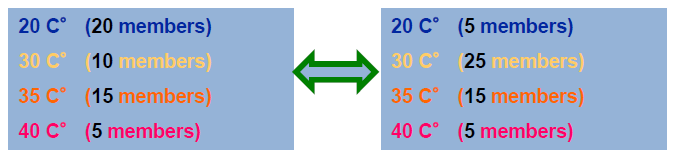 20 C° (20 members)
30 C° (10 members)
35 C° (15 members)
40 C° (5 members)
20 C° (5 members)
30 C° (25 members)
35 C° (15 members)
40 C° (5 members)